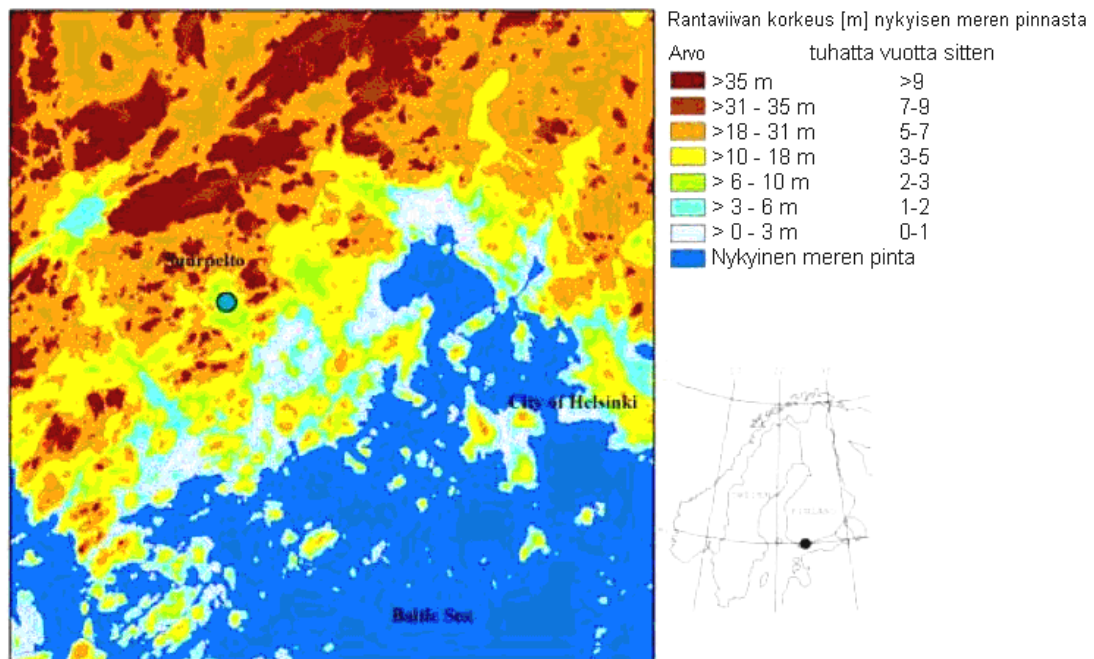 Rantaviivan korkeus [m] nykyisen meren pinnasta
Arvo tuhatta vuotta sitten
>35 m >9
>31 - 35 m 7-9
>18 - 31 m 5-7
>10 - 18 m 3-5
> 6 - 10 m 2-3
> 3 - 6 m 1-2
> 0 - 3 m 0-1
Nykyinen meren pinta
Suurpelto
City of Helsinki
Baltic Sea